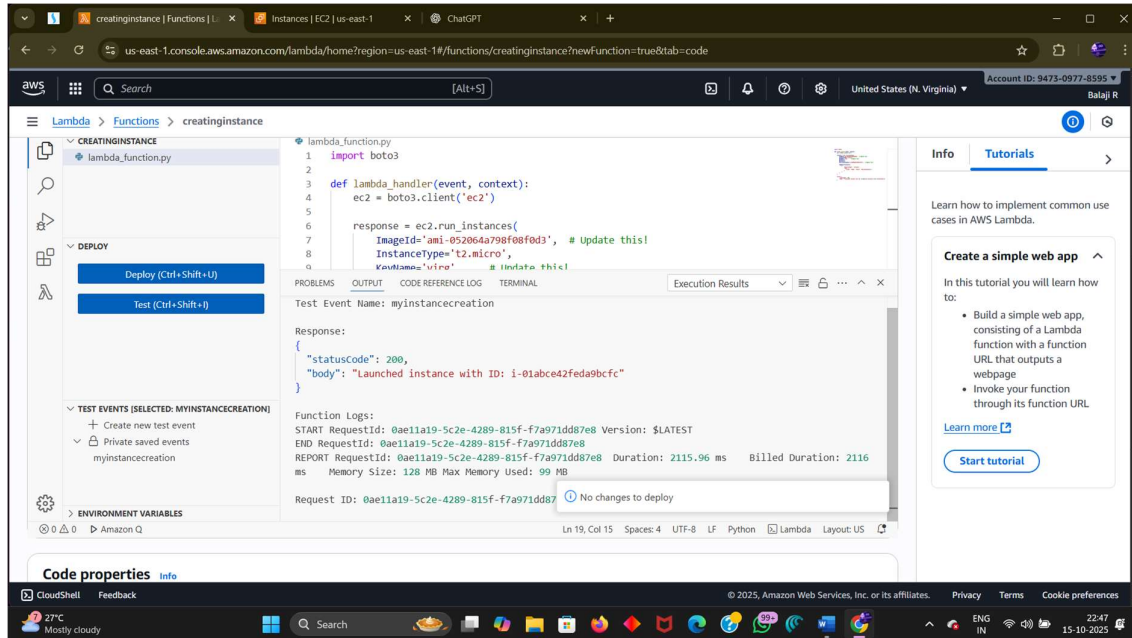 creatinginstance | Functions | La
Instances | EC2 | us-east-1
ChatGPT
us-east-1.console.aws.amazon.com/lambda/home?region=us-east-1#/functions/creatinginstance?newFunction=true&tab=code
aws
Search
[Alt+S]
United States (N. Virginia)
Account ID: 9473-0977-8595
Balaji R
Lambda > Functions > creatinginstance
CREATINGINSTANCE
lambda_function.py
DEPLOY
Deploy (Ctrl+Shift+U)
Test (Ctrl+Shift+I)
TEST EVENTS [SELECTED: MYINSTANCECREATION]
Create new test event
Private saved events
myinstancecreation
ENVIRONMENT VARIABLES
lambda_function.py
1 import boto3
2
3 def lambda_handler(event, context):
4 ec2 = boto3.client('ec2')
5
6 response = ec2.run_instances(
7 ImageId='ami-052064a798f08f0d3', # Update this!
8 InstanceType='t2.micro',
9 KeyName='virg', # Update this!
PROBLEMS OUTPUT CODE REFERENCE LOG TERMINAL
Execution Results
Test Event Name: myinstancecreation
Response:
{
"statusCode": 200,
"body": "Launched instance with ID: i-01abce42feda9bcfc"
}
Function Logs:
START RequestId: 0ae11a19-5c2e-4289-815f-f7a971dd87e8 Version: $LATEST
END RequestId: 0ae11a19-5c2e-4289-815f-f7a971dd87e8
REPORT RequestId: 0ae11a19-5c2e-4289-815f-f7a971dd87e8 Duration: 2115.96 ms Billed Duration: 2116
ms Memory Size: 128 MB Max Memory Used: 99 MB
Request ID: 0ae11a19-5c2e-4289-815f-f7a971dd87
No changes to deploy
0 0 Amazon Q
Ln 19, Col 15 Spaces: 4 UTF-8 LF Python Lambda Layout: US
Info
Tutorials
Learn how to implement common use
cases in AWS Lambda.
Create a simple web app
In this tutorial you will learn how
to:
• Build a simple web app,
consisting of a Lambda
function with a function
URL that outputs a
webpage
• Invoke your function
through its function URL
Learn more
Start tutorial
Code properties Info
CloudShell Feedback
© 2025, Amazon Web Services, Inc. or its affiliates. Privacy Terms Cookie preferences
7
27°C
Mostly cloudy
Search
99+
ENG
IN
22:47
15-10-2025